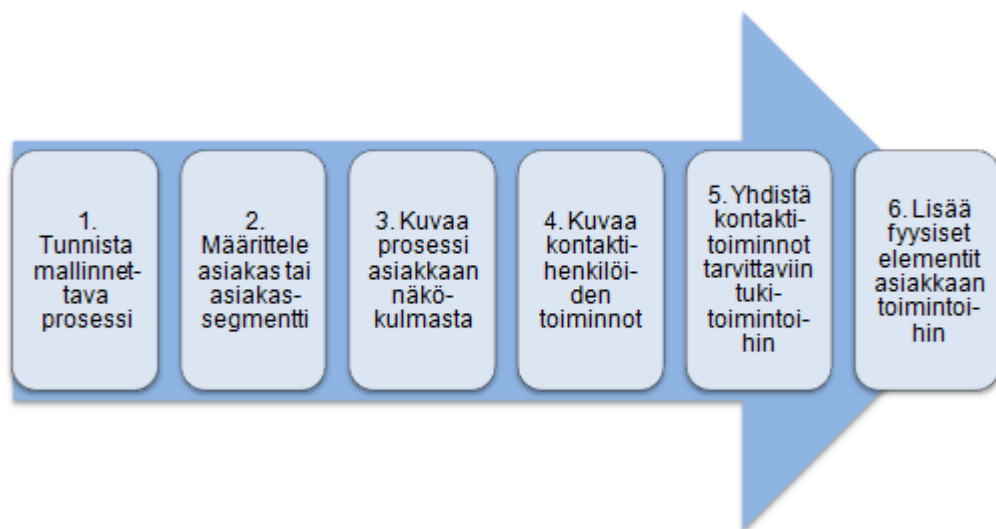 1.
Tunnista
mallinnet-
tava
prosessi
2.
Määrittele
asiakas tai
asiakas-
segmentti
3. Kuvaa
prosessi
asiakkaan
näkö-
kulmasta
4. Kuvaa
kontakti-
henkilöi-
den
toiminnot
5. Yhdistä
kontakti-
toiminnot
tarvittaviin
tuki-
toimintoi-
hin
6. Lisää
fyysiset
elementit
asiakkaan
toimintoi-
hin